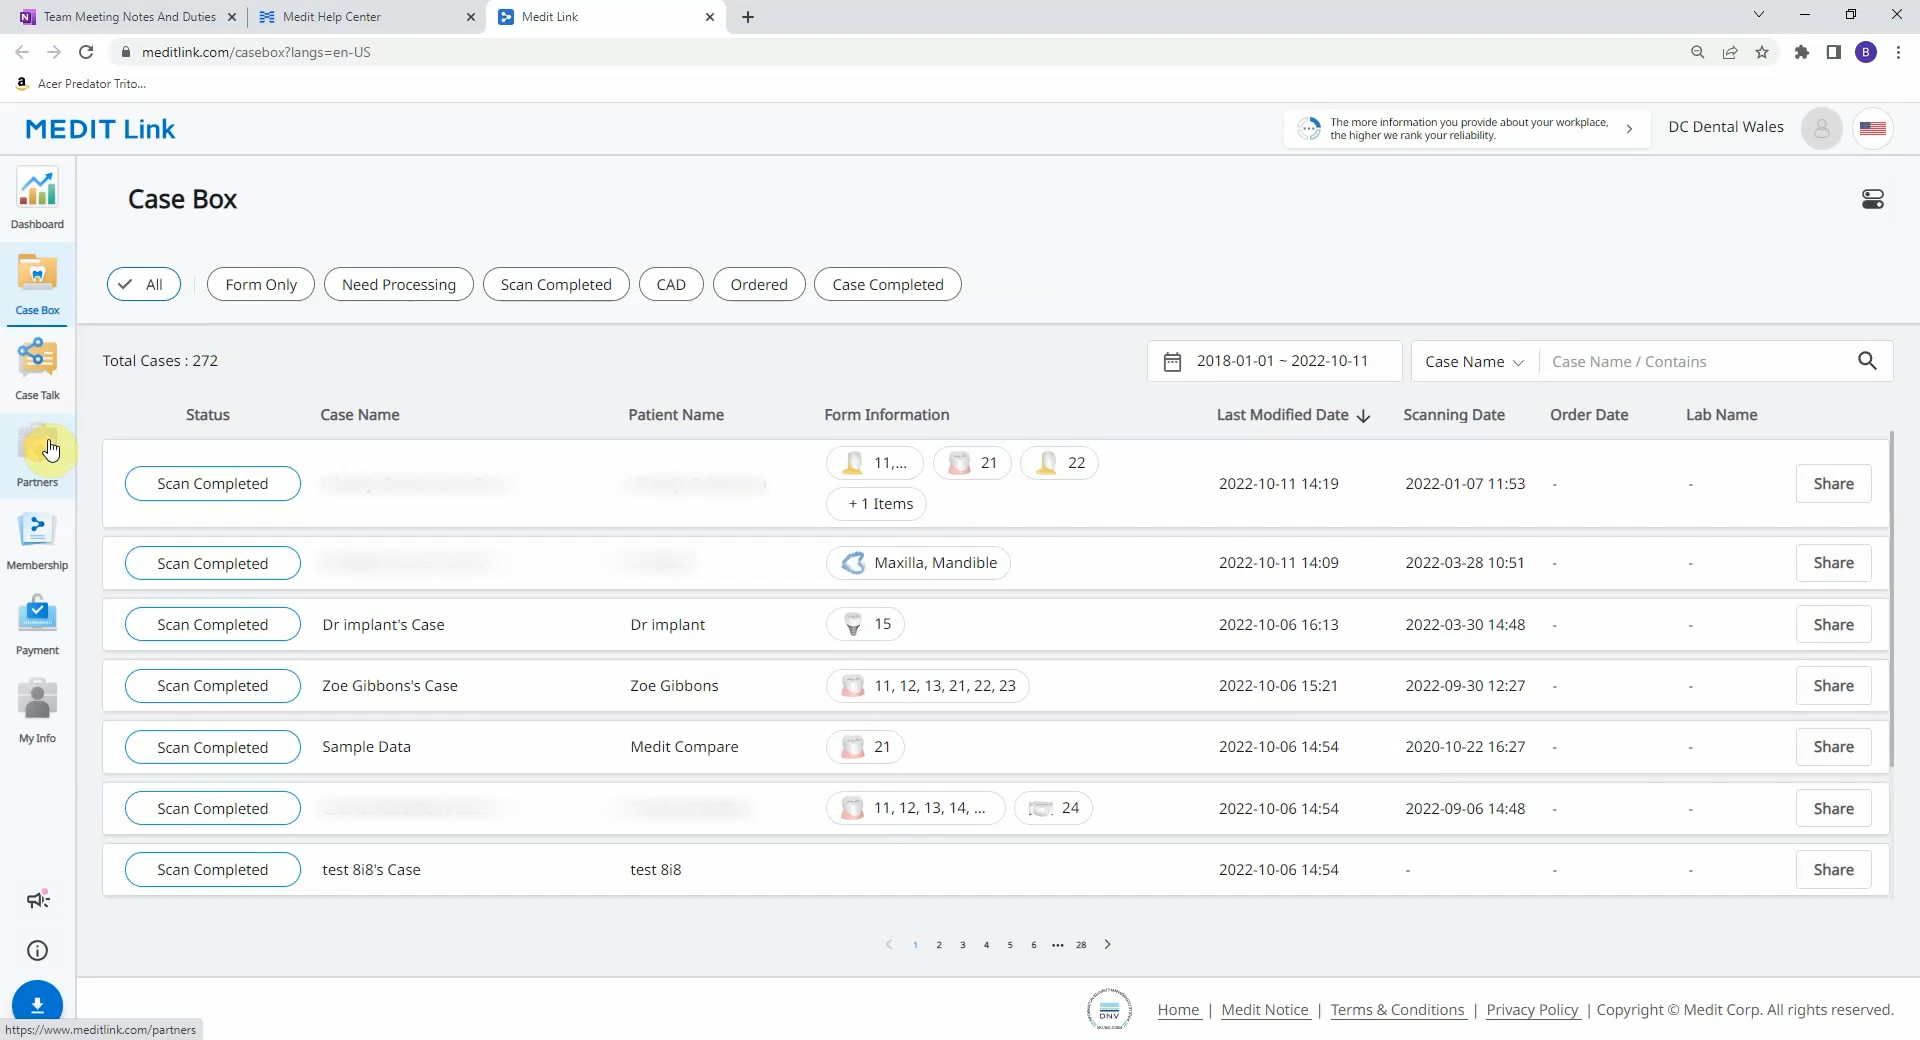 Team Meeting Notes And Duties
Medit Help Center
Medit Link
meditlink.com/casebox?langs=en-US
B
Acer Predator Trito...
MEDIT Link
The more information you provide about your workplace,
the higher we rank your reliability.
DC Dental Wales
Dashboard
Case Box
Case Talk
Partners
Membership
Payment
My Info
Case Box
All
Form Only
Need Processing
Scan Completed
CAD
Ordered
Case Completed
Total Cases : 272
2018-01-01 ~ 2022-10-11
Case Name
Case Name / Contains
Status Case Name Patient Name Form Information Last Modified Date Scanning Date Order Date Lab Name
Scan Completed 11,... 21 22 2022-10-11 14:19 2022-01-07 11:53 - - Share
+ 1 Items
Scan Completed Maxilla, Mandible 2022-10-11 14:09 2022-03-28 10:51 - - Share
Scan Completed Dr implant's Case Dr implant 15 2022-10-06 16:13 2022-03-30 14:48 - - Share
Scan Completed Zoe Gibbons's Case Zoe Gibbons 11, 12, 13, 21, 22, 23 2022-10-06 15:21 2022-09-30 12:27 - - Share
Scan Completed Sample Data Medit Compare 21 2022-10-06 14:54 2020-10-22 16:27 - - Share
Scan Completed 11, 12, 13, 14, ... 24 2022-10-06 14:54 2022-09-06 14:48 - - Share
Scan Completed test 8i8's Case test 8i8 2022-10-06 14:54 - - - Share
1 2 3 4 5 6 ... 28
DNV
Home | Medit Notice | Terms & Conditions | Privacy Policy | Copyright © Medit Corp. All rights reserved.
https://www.meditlink.com/partners